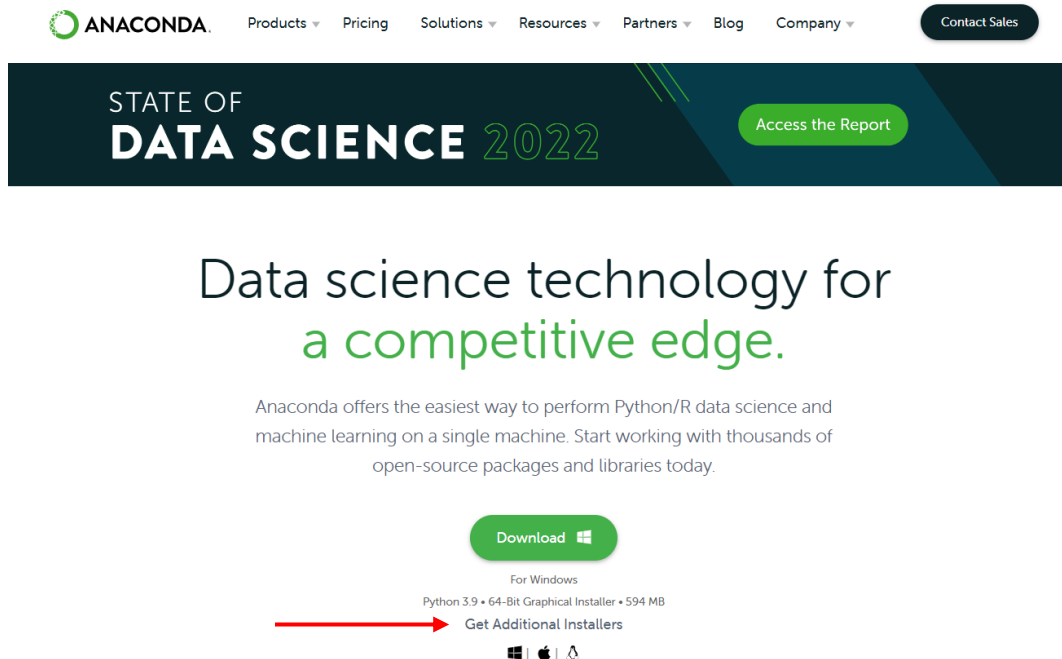 ANACONDA.
Products Pricing Solutions Resources Partners Blog Company Contact Sales
STATE OF
DATA SCIENCE 2022
Access the Report
Data science technology for
a competitive edge.
Anaconda offers the easiest way to perform Python/R data science and
machine learning on a single machine. Start working with thousands of
open-source packages and libraries today.
Download
For Windows
Python 3.9 • 64-Bit Graphical Installer • 594 MB
Get Additional Installers
| |